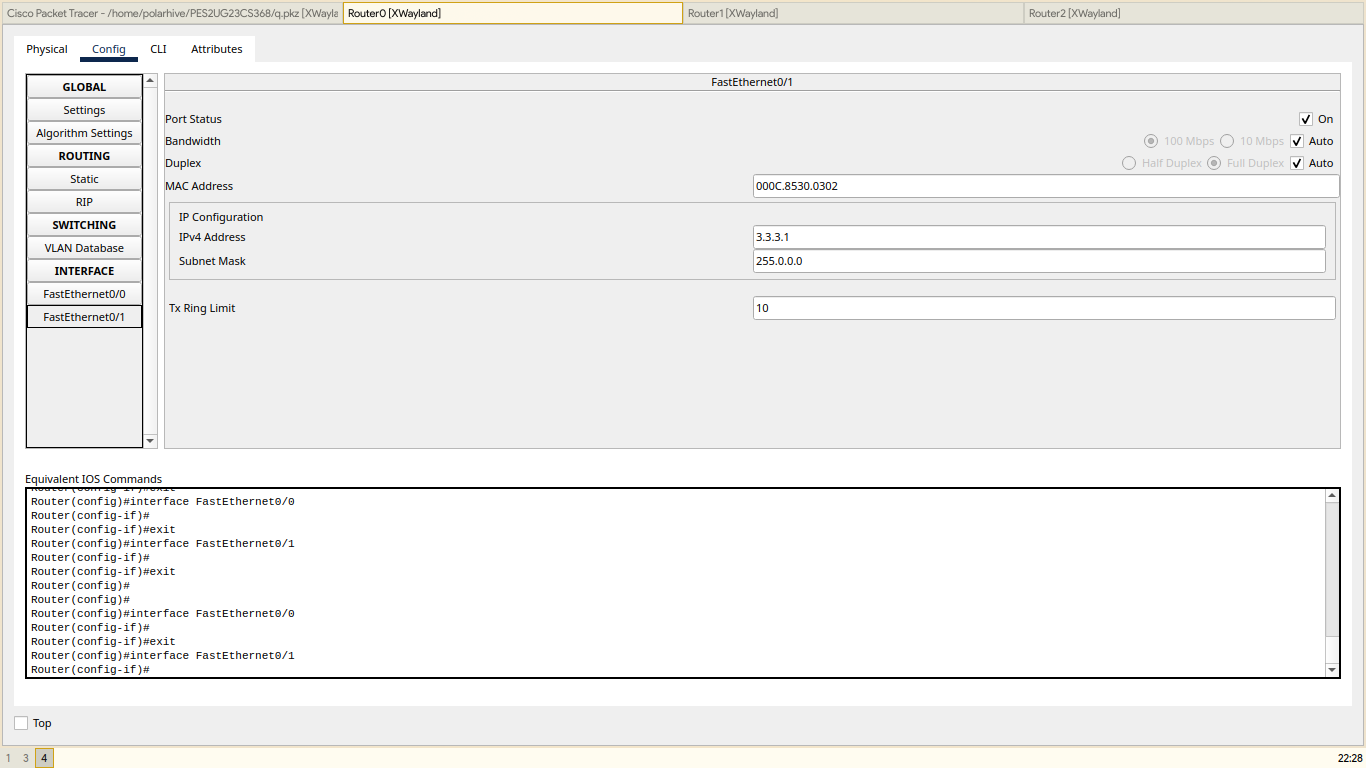 Cisco Packet Tracer - /home/polarhive/PES2UG23CS368/q.pkz [XWayla
Router0 [XWayland]
Router1 [XWayland]
Router2 [XWayland]
Physical
Config
CLI
Attributes
GLOBAL
Settings
Algorithm Settings
ROUTING
Static
RIP
SWITCHING
VLAN Database
INTERFACE
FastEthernet0/0
FastEthernet0/1
FastEthernet0/1
Port Status
On
Bandwidth
100 Mbps
10 Mbps
Auto
Duplex
Half Duplex
Full Duplex
Auto
MAC Address
000C.8530.0302
IP Configuration
IPv4 Address
3.3.3.1
Subnet Mask
255.0.0.0
Tx Ring Limit
10
Equivalent IOS Commands
Router(config-if)#exit
Router(config)#interface FastEthernet0/0
Router(config-if)#
Router(config-if)#exit
Router(config)#interface FastEthernet0/1
Router(config-if)#
Router(config-if)#exit
Router(config)#
Router(config)#
Router(config)#interface FastEthernet0/0
Router(config-if)#
Router(config-if)#exit
Router(config)#interface FastEthernet0/1
Router(config-if)#
Top
1 3 4
22:28